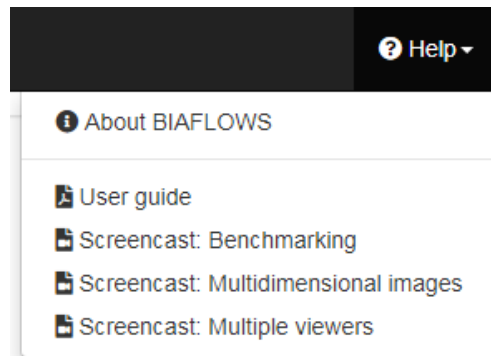 Help
About BIAFLOWS
User guide
Screencast: Benchmarking
Screencast: Multidimensional images
Screencast: Multiple viewers